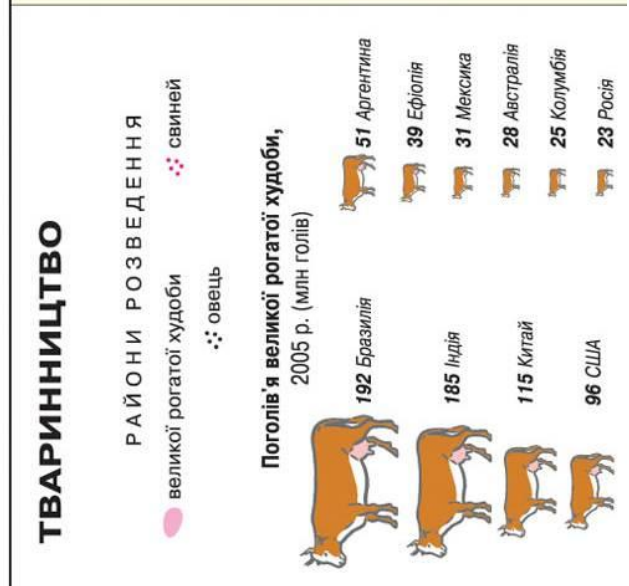 ТВАРИННИЦТВО
РАЙОНИ РОЗВЕДЕННЯ
великої рогатої худоби
свиней
овець
Поголів'я великої рогатої худоби,
2005 р. (млн голів)
192 Бразилія
185 Індія
115 Китай
96 США
51 Аргентина
39 Ефіопія
31 Мексика
28 Австралія
25 Колумбія
23 Росія